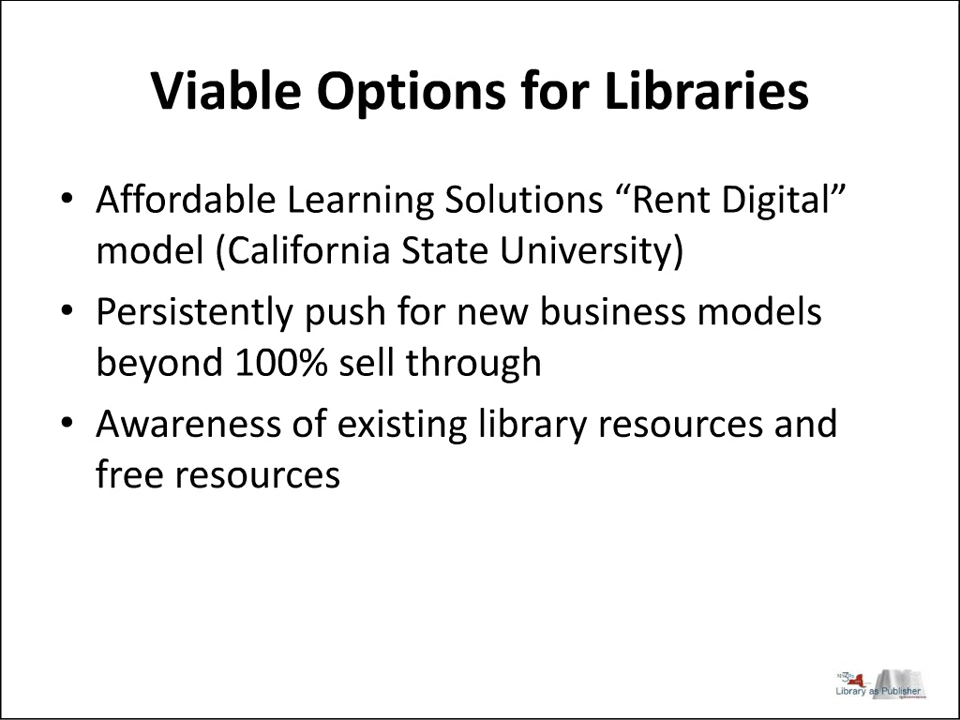 Viable Options for Libraries
• Affordable Learning Solutions “Rent Digital”
model (California State University)
• Persistently push for new business models
beyond 100% sell through
• Awareness of existing library resources and
free resources
Library as Publisher